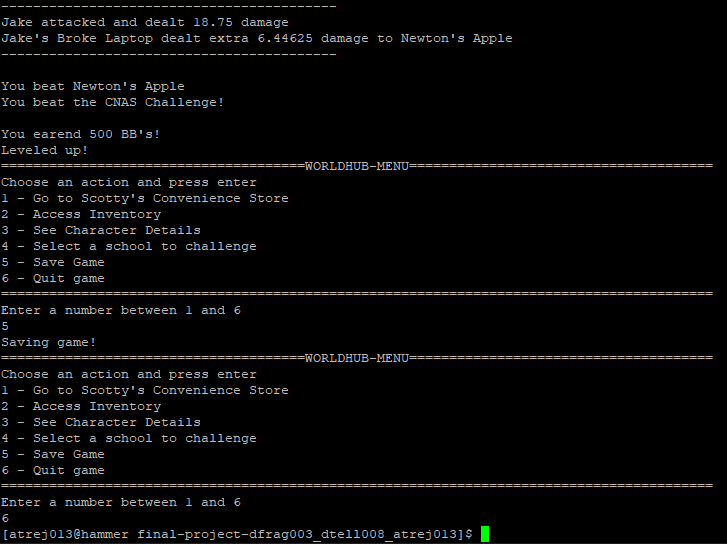 -----------------------------------------
Jake attacked and dealt 18.75 damage
Jake's Broke Laptop dealt extra 6.44625 damage to Newton's Apple
-----------------------------------------
You beat Newton's Apple
You beat the CNAS Challenge!
You earend 500 BB's!
Leveled up!
=====================================WORLDHUB-MENU=====================================
Choose an action and press enter
1 - Go to Scotty's Convenience Store
2 - Access Inventory
3 - See Character Details
4 - Select a school to challenge
5 - Save Game
6 - Quit game
=======================================================================================
Enter a number between 1 and 6
5
Saving game!
=====================================WORLDHUB-MENU=====================================
Choose an action and press enter
1 - Go to Scotty's Convenience Store
2 - Access Inventory
3 - See Character Details
4 - Select a school to challenge
5 - Save Game
6 - Quit game
=======================================================================================
Enter a number between 1 and 6
6
[atrej013@hammer final-project-dfrag003_dtell008_atrej013]$